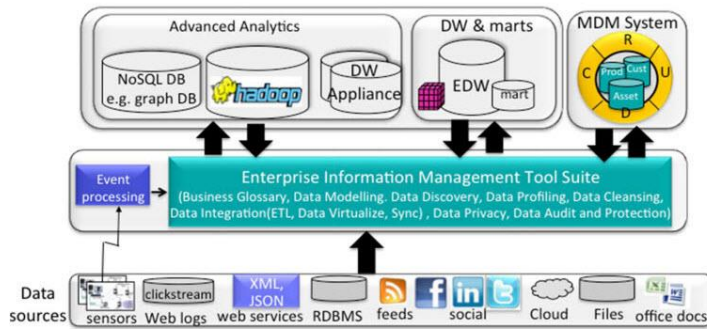 Advanced Analytics
DW & marts
MDM System
NoSQL DB
e.g. graph DB
hadoop
DW
Appliance
EDW
mart
C
R
U
D
Prod
Cust
Asset
Event
processing
Enterprise Information Management Tool Suite
(Business Glossary, Data Modelling. Data Discovery, Data Profiling, Data Cleansing,
Data Integration(ETL, Data Virtualize, Sync) , Data Privacy, Data Audit and Protection)
Data
sources
sensors
clickstream
Web logs
XML,
JSON
web services
RDBMS
feeds
f
in
t
social
Cloud
Files
X
W
office docs